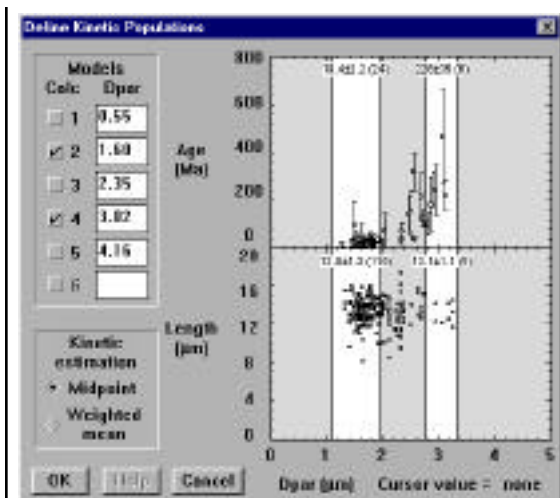 Define Kinetic Populations
Models
Calc Dpar
1 0.55
2 1.60
3 2.35
4 3.02
5 4.16
6
Kinetic
estimation
Midpoint
Weighted
mean
OK Help Cancel
Age
(Ma)
800
600
400
200
0
Length
(µm)
20
16
12
8
4
0
0 1 2 3 4 5
Dpar (µm) Cursor value = none